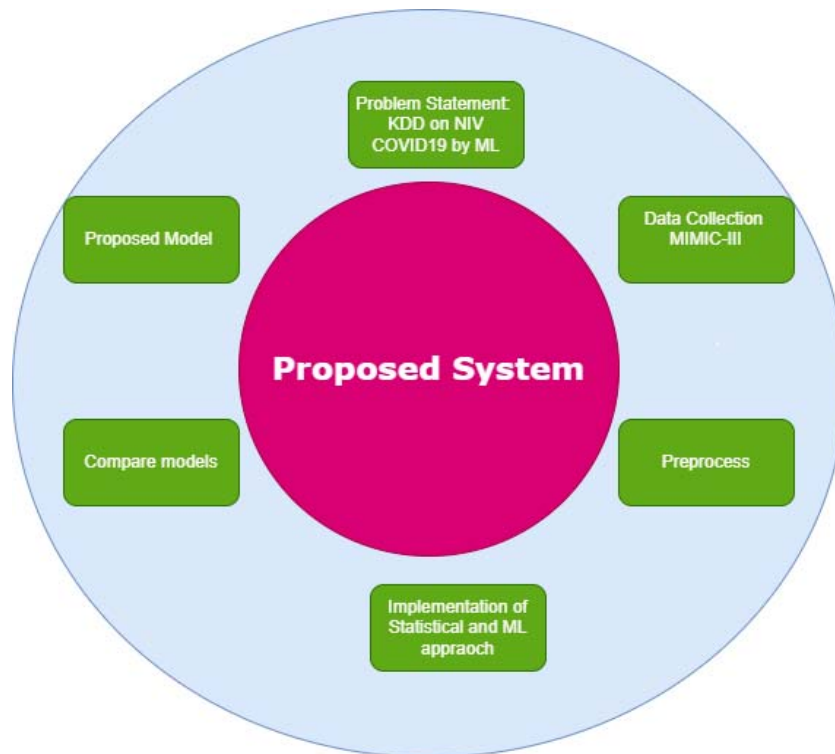 Problem Statement:
KDD on NIV
COVID19 by ML
Proposed Model
Data Collection
MIMIC-III
Proposed System
Compare models
Preprocess
Implementation of
Statistical and ML
appraoch